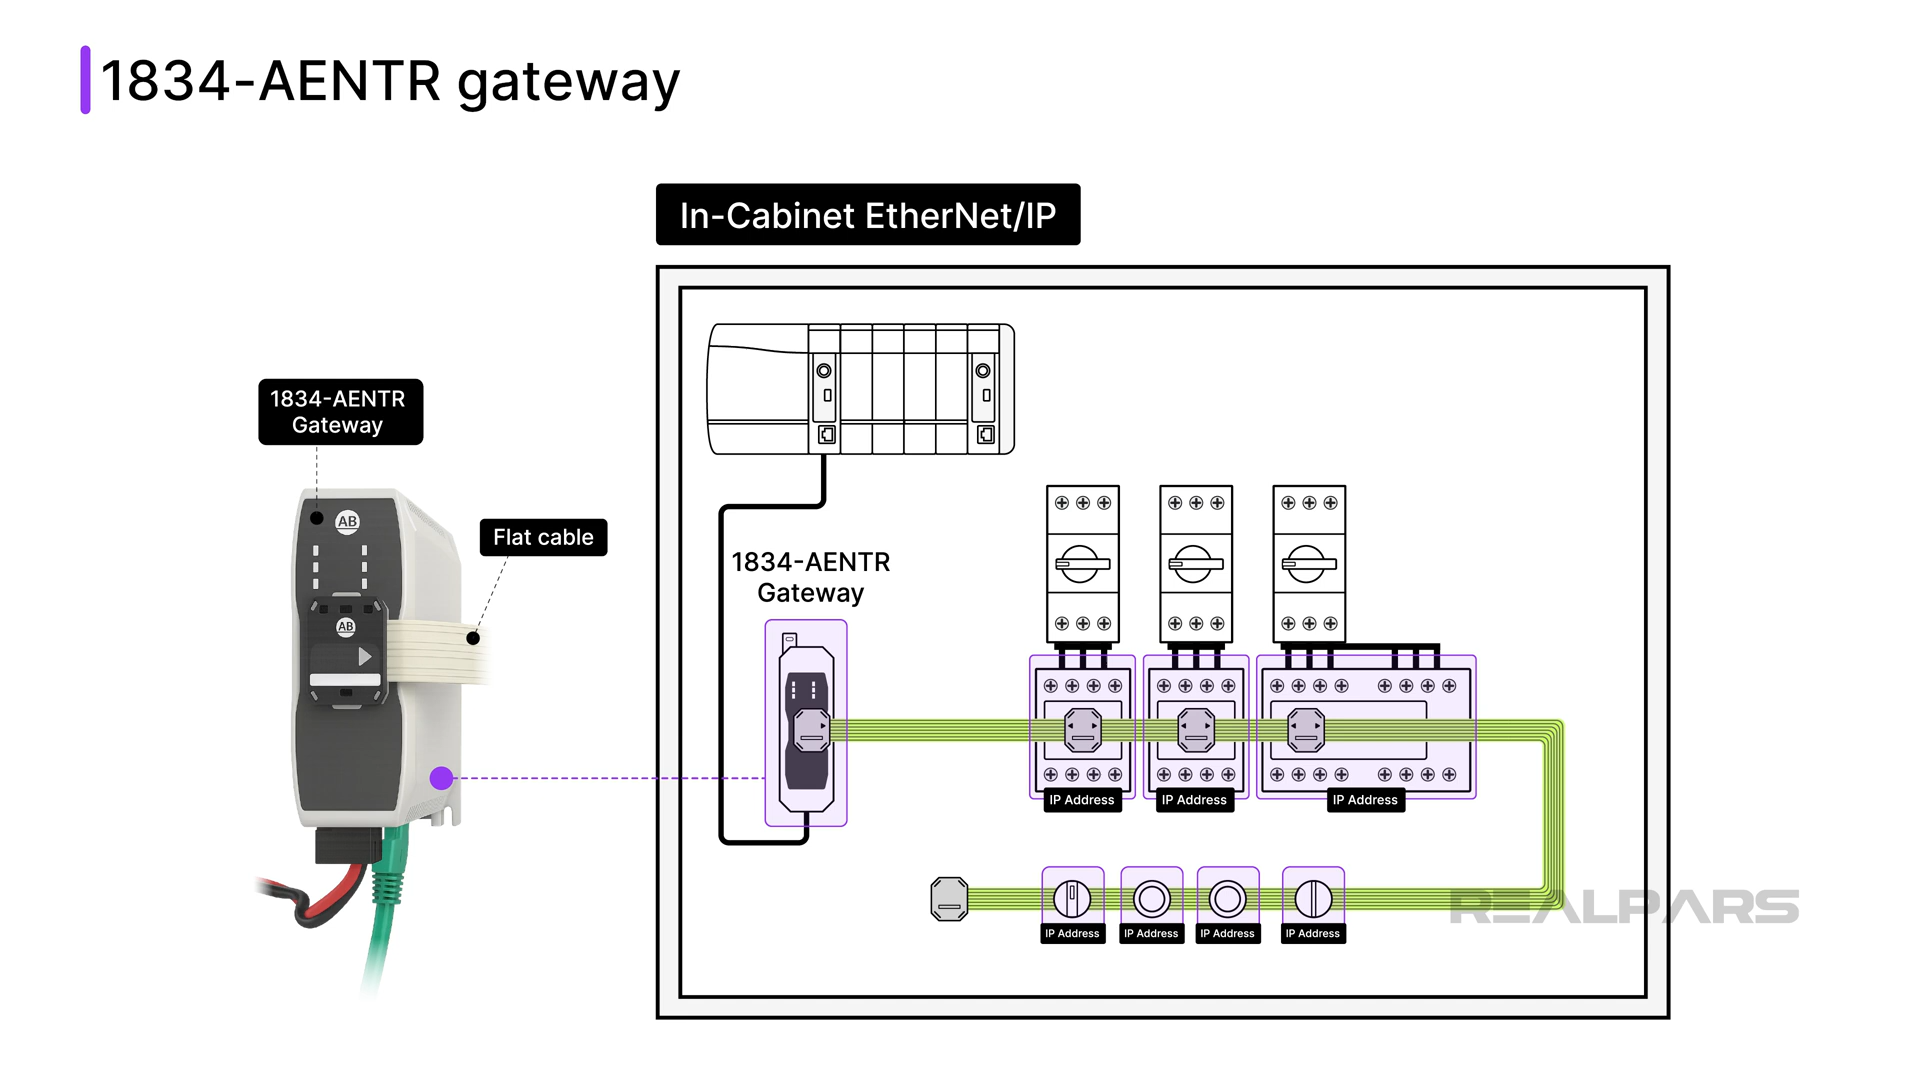 1834-AENTR gateway
In-Cabinet EtherNet/IP
1834-AENTR
Gateway
AB
Flat cable
AB
1834-AENTR
Gateway
IP Address
IP Address
IP Address
IP Address
IP Address
IP Address
IP Address
REALPARS